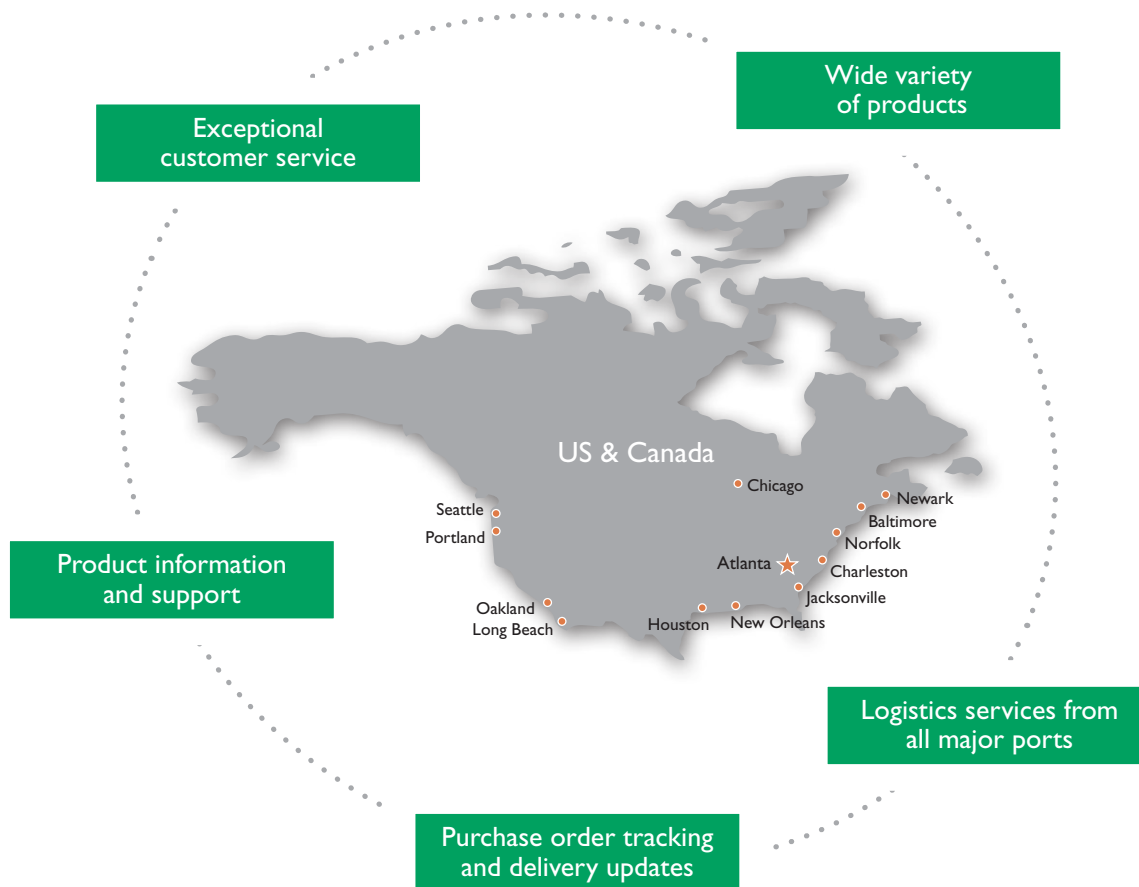 Wide variety
of products
Exceptional
customer service
US & Canada
Chicago
Newark
Seattle
Baltimore
Portland
Norfolk
Atlanta
Charleston
Product information
and support
Jacksonville
Oakland
New Orleans
Long Beach
Houston
Logistics services from
all major ports
Purchase order tracking
and delivery updates